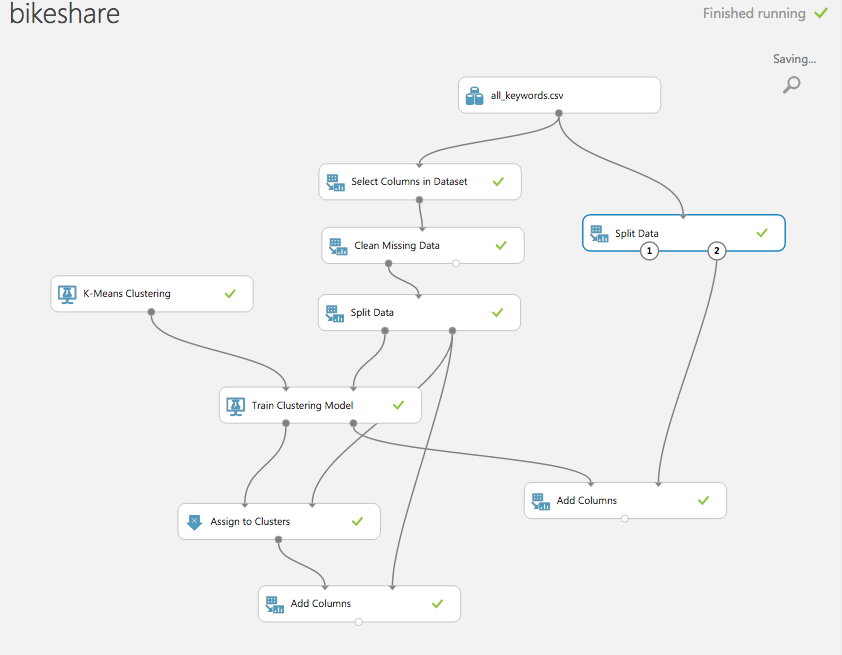 bikeshare
Finished running
Saving...
all_keywords.csv
Select Columns in Dataset
Split Data
1
2
Clean Missing Data
K-Means Clustering
Split Data
Train Clustering Model
Add Columns
Assign to Clusters
Add Columns